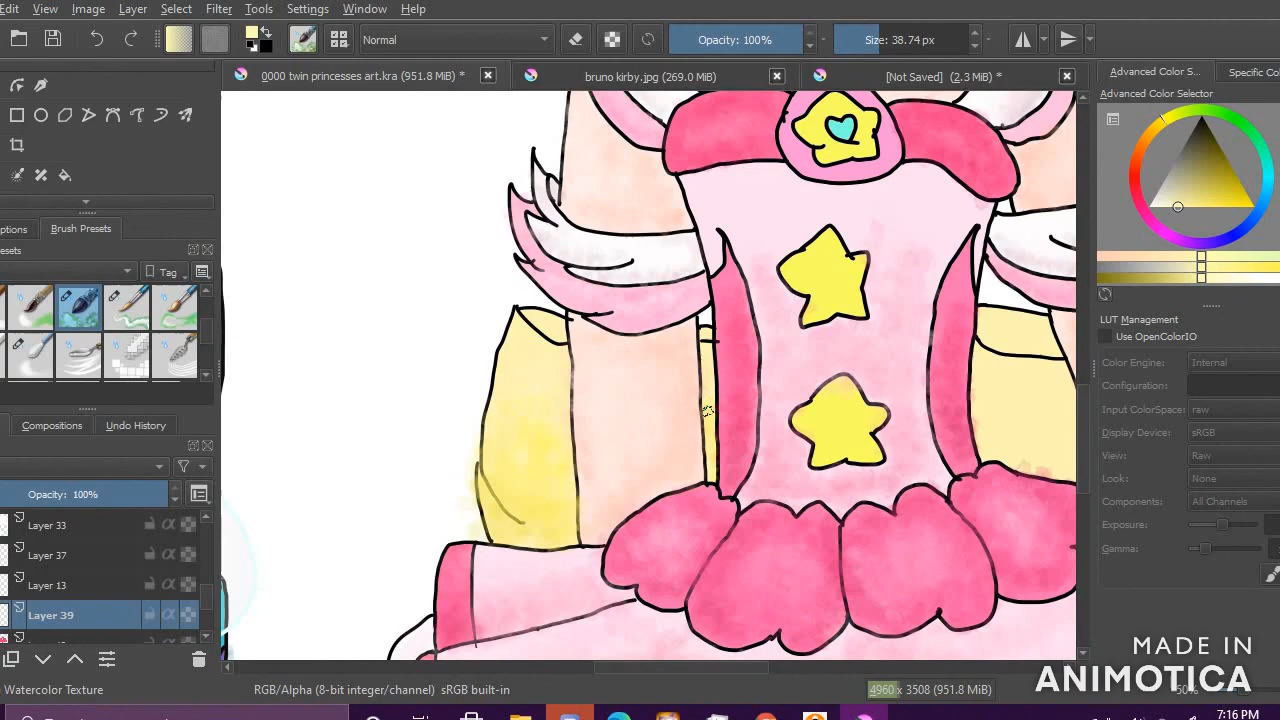 Edit View Image Layer Select Filter Tools Settings Window Help
Normal Opacity: 100% Size: 38.74 px
0000 twin princesses art.kra (951.8 MiB) * bruno kirby.jpg (269.0 MiB) [Not Saved] (2.3 MiB) * Advanced Color S... Specific Co
Advanced Color Selector
ptions Brush Presets
esets
Tag
LUT Management
Use OpenColorIO
Color Engine: Internal
Configuration:
Input ColorSpace: raw
Display Device: sRGB
View: Raw
Look: None
Components: All Channels
Exposure:
Gamma:
Compositions Undo History
Opacity: 100%
Layer 33
Layer 37
Layer 13
Layer 39
Watercolor Texture RGB/Alpha (8-bit integer/channel) sRGB built-in 4960 x 3508 (951.8 MiB) 50%
MADE IN
ANIMOTICA
7:16 PM